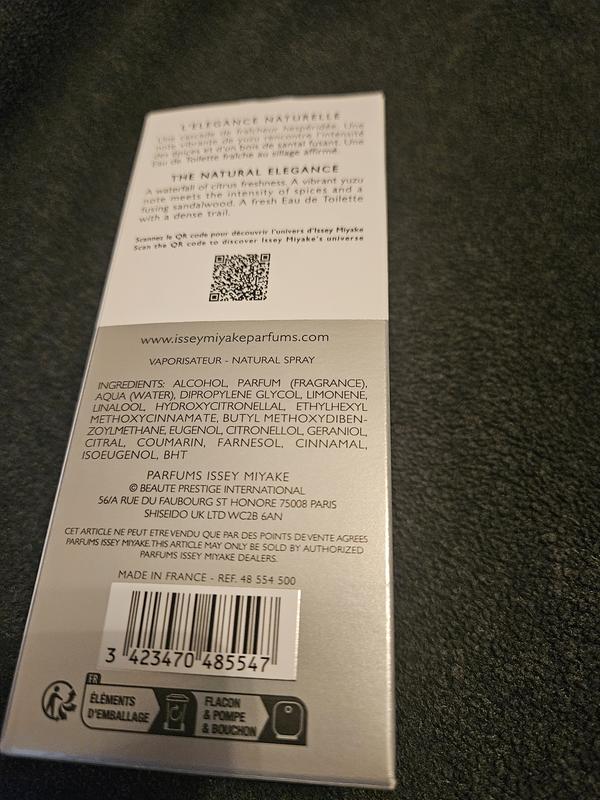 L'ÉLÉGANCE NATURELLE
Une cascade de fraîcheur hespéridée. Une
note vibrante de yuzu rencontre l'intensité
des épices et d'un bois de santal fusant. Une
Eau de Toilette fraîche au sillage affirmé.
THE NATURAL ELEGANCE
A waterfall of citrus freshness. A vibrant yuzu
note meets the intensity of spices and a
fusing sandalwood. A fresh Eau de Toilette
with a dense trail.
Scannez le QR code pour découvrir l'univers d'Issey Miyake
Scan the QR code to discover Issey Miyake's universe
www.isseymiyakeparfums.com
VAPORISATEUR - NATURAL SPRAY
INGREDIENTS: ALCOHOL, PARFUM (FRAGRANCE),
AQUA (WATER), DIPROPYLENE GLYCOL, LIMONENE,
LINALOOL, HYDROXYCITRONELLAL, ETHYLHEXYL
METHOXYCINNAMATE, BUTYL METHOXYDIBEN-
ZOYLMETHANE, EUGENOL, CITRONELLOL, GERANIOL,
CITRAL, COUMARIN, FARNESOL, CINNAMAL,
ISOEUGENOL, BHT
PARFUMS ISSEY MIYAKE
© BEAUTE PRESTIGE INTERNATIONAL
56/A RUE DU FAUBOURG ST HONORE 75008 PARIS
SHISEIDO UK LTD WC2B 6AN
CET ARTICLE NE PEUT ETRE VENDU QUE PAR DES POINTS DE VENTE AGREES
PARFUMS ISSEY MIYAKE. THIS ARTICLE MAY ONLY BE SOLD BY AUTHORIZED
PARFUMS ISSEY MIYAKE DEALERS.
MADE IN FRANCE - REF. 48 554 500
3 423470 485547
FR
ÉLÉMENTS
D'EMBALLAGE
FLACON
& POMPE
& BOUCHON